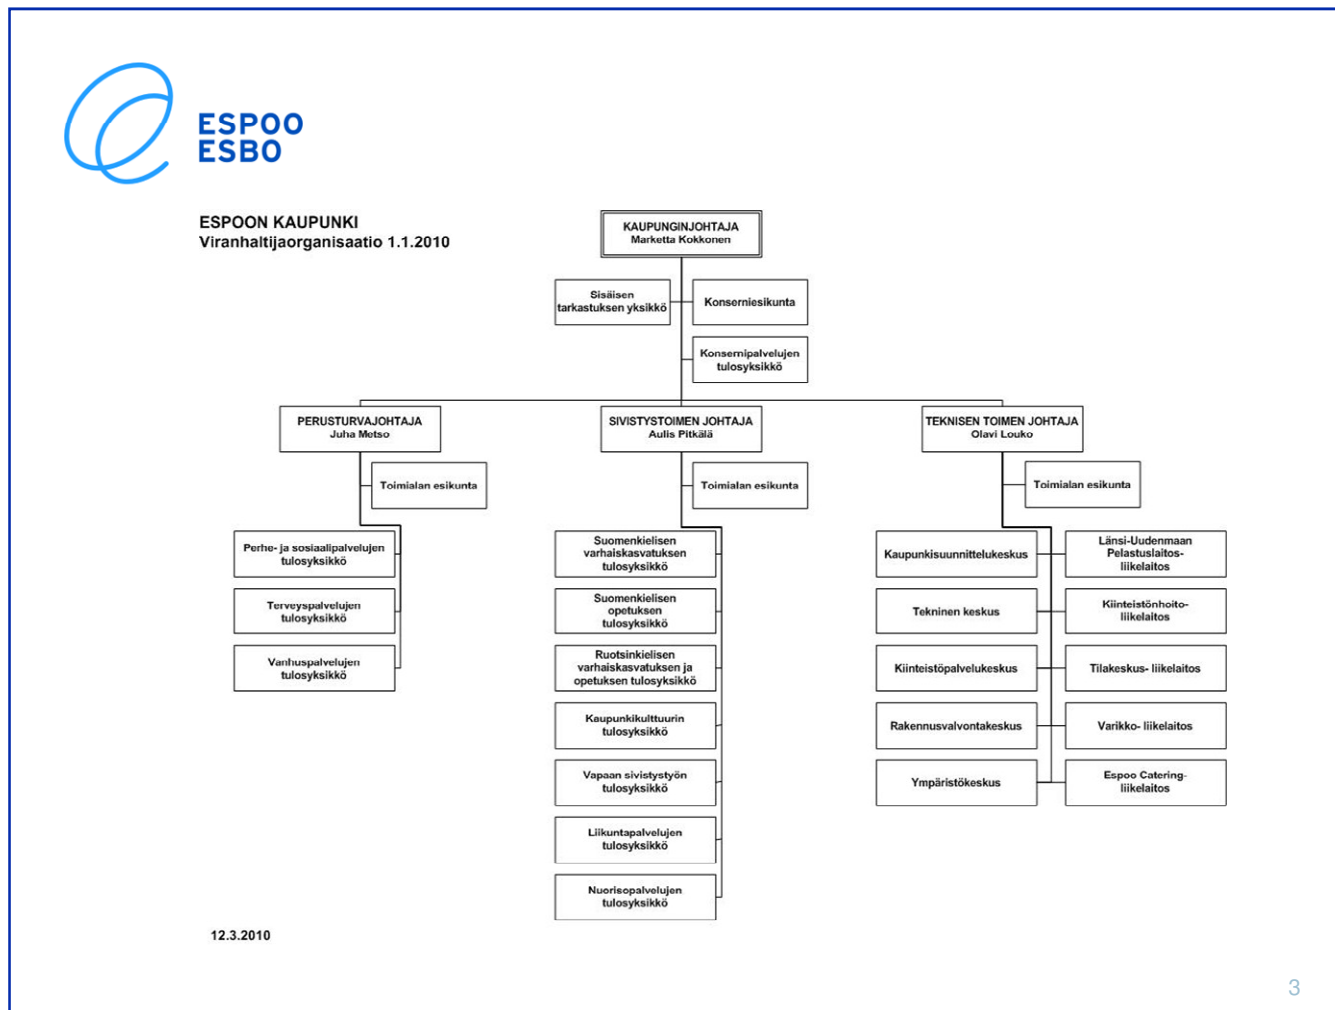 ESPOO
ESBO
ESPOON KAUPUNKI
Viranhaltijaorganisaatio 1.1.2010
KAUPUNGINJOHTAJA
Marketta Kokkonen
Sisäisen
tarkastuksen yksikkö
Konserniesikunta
Konsernipalvelujen
tulosyksikkö
PERUSTURVAJOHTAJA
Juha Metso
Toimialan esikunta
Perhe- ja sosiaalipalvelujen
tulosyksikkö
Terveyspalvelujen
tulosyksikkö
Vanhuspalvelujen
tulosyksikkö
SIVISTYSTOIMEN JOHTAJA
Aulis Pitkälä
Toimialan esikunta
Suomenkielisen
varhaiskasvatuksen
tulosyksikkö
Suomenkielisen
opetuksen
tulosyksikkö
Ruotsinkielisen
varhaiskasvatuksen ja
opetuksen tulosyksikkö
Kaupunkikulttuurin
tulosyksikkö
Vapaan sivistystyön
tulosyksikkö
Liikuntapalvelujen
tulosyksikkö
Nuorisopalvelujen
tulosyksikkö
TEKNISEN TOIMEN JOHTAJA
Olavi Louko
Toimialan esikunta
Kaupunkisuunnittelukeskus
Tekninen keskus
Kiinteistöpalvelukeskus
Rakennusvalvontakeskus
Ympäristökeskus
Länsi-Uudenmaan
Pelastuslaitos-
liikelaitos
Kiinteistönhoito-
liikelaitos
Tilakeskus- liikelaitos
Varikko- liikelaitos
Espoo Catering-
liikelaitos
12.3.2010
3